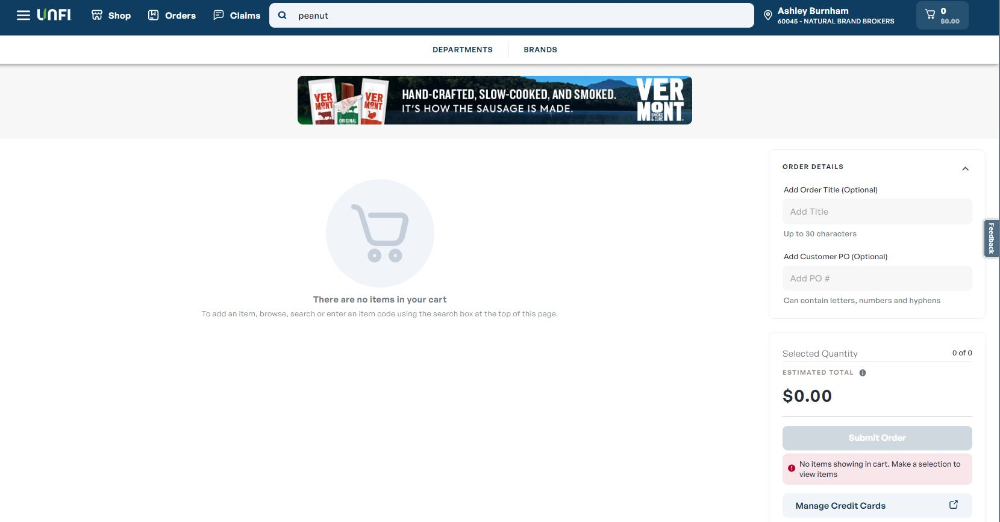 UNFI
Shop
Orders
Claims
peanut
Ashley Burnham
60045 - NATURAL BRAND BROKERS
0
$0.00
DEPARTMENTS
BRANDS
VER
MONT
ORIGINAL
VER
MONT
HAND-CRAFTED, SLOW-COOKED, AND SMOKED.
IT'S HOW THE SAUSAGE IS MADE.
VER
MONT
SMOKE
& CURE
There are no items in your cart
To add an item, browse, search or enter an item code using the search box at the top of this page.
ORDER DETAILS
Add Order Title (Optional)
Add Title
Up to 30 characters
Add Customer PO (Optional)
Add PO #
Can contain letters, numbers and hyphens
Feedback
Selected Quantity
0 of 0
ESTIMATED TOTAL
$0.00
Submit Order
No items showing in cart. Make a selection to
view items
Manage Credit Cards